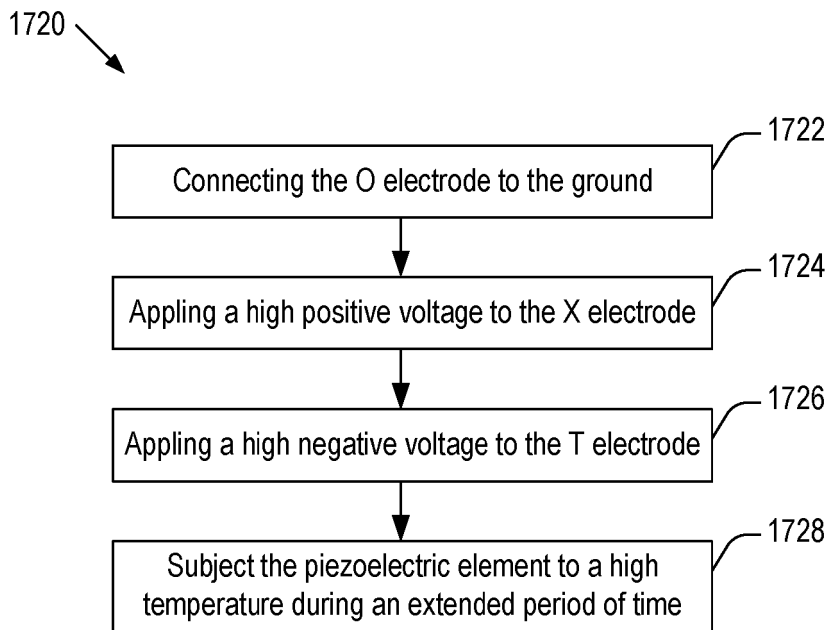 1720
1722
Connecting the O electrode to the ground
1724
Appling a high positive voltage to the X electrode
1726
Appling a high negative voltage to the T electrode
1728
Subject the piezoelectric element to a high
temperature during an extended period of time